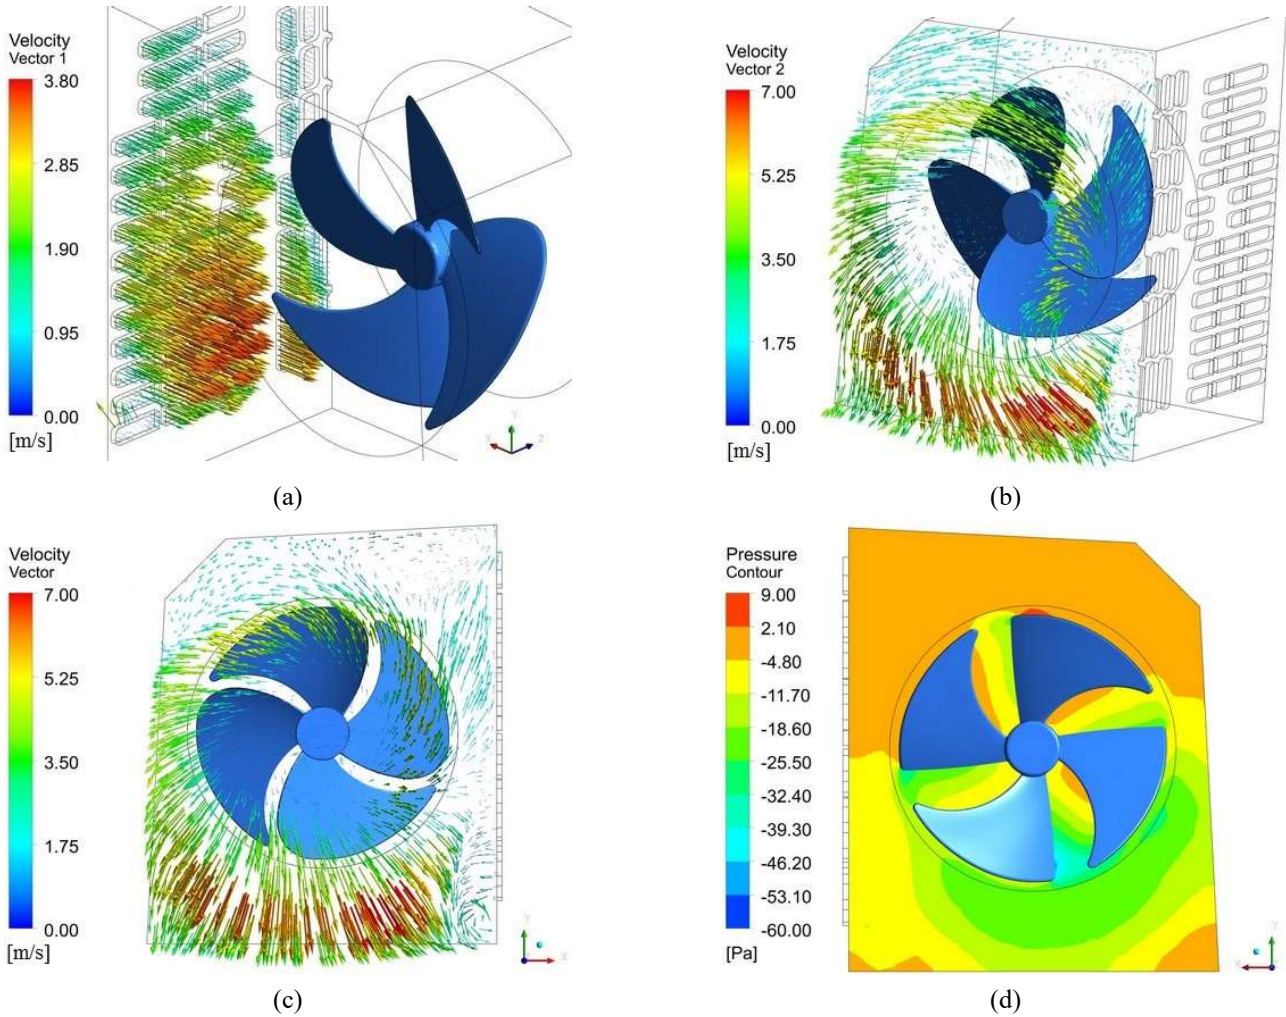 Velocity
Vector 1
3.80
2.85
1.90
0.95
0.00
[m/s]
Y
X
Z
(a)
Velocity
Vector 2
7.00
5.25
3.50
1.75
0.00
[m/s]
(b)
Velocity
Vector
7.00
5.25
3.50
1.75
0.00
[m/s]
Y
X
(c)
Pressure
Contour
9.00
2.10
-4.80
-11.70
-18.60
-25.50
-32.40
-39.30
-46.20
-53.10
-60.00
[Pa]
Y
X
(d)